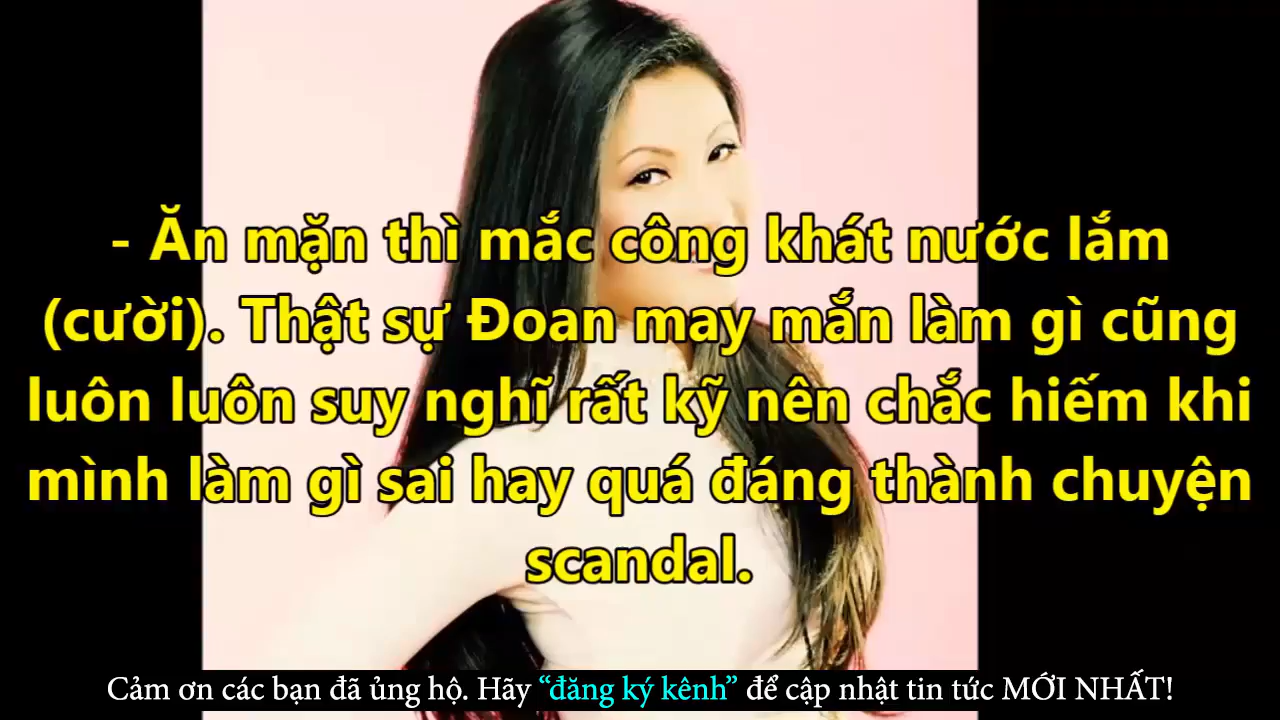 - Ăn mặn thì mắc công khát nước lắm
(cười). Thật sự Đoan may mắn làm gì cũng
luôn luôn suy nghĩ rất kỹ nên chắc hiếm khi
mình làm gì sai hay quá đáng thành chuyện
scandal.
Cảm ơn các bạn đã ủng hộ. Hãy “đăng ký kênh” để cập nhật tin tức MỚI NHẤT!